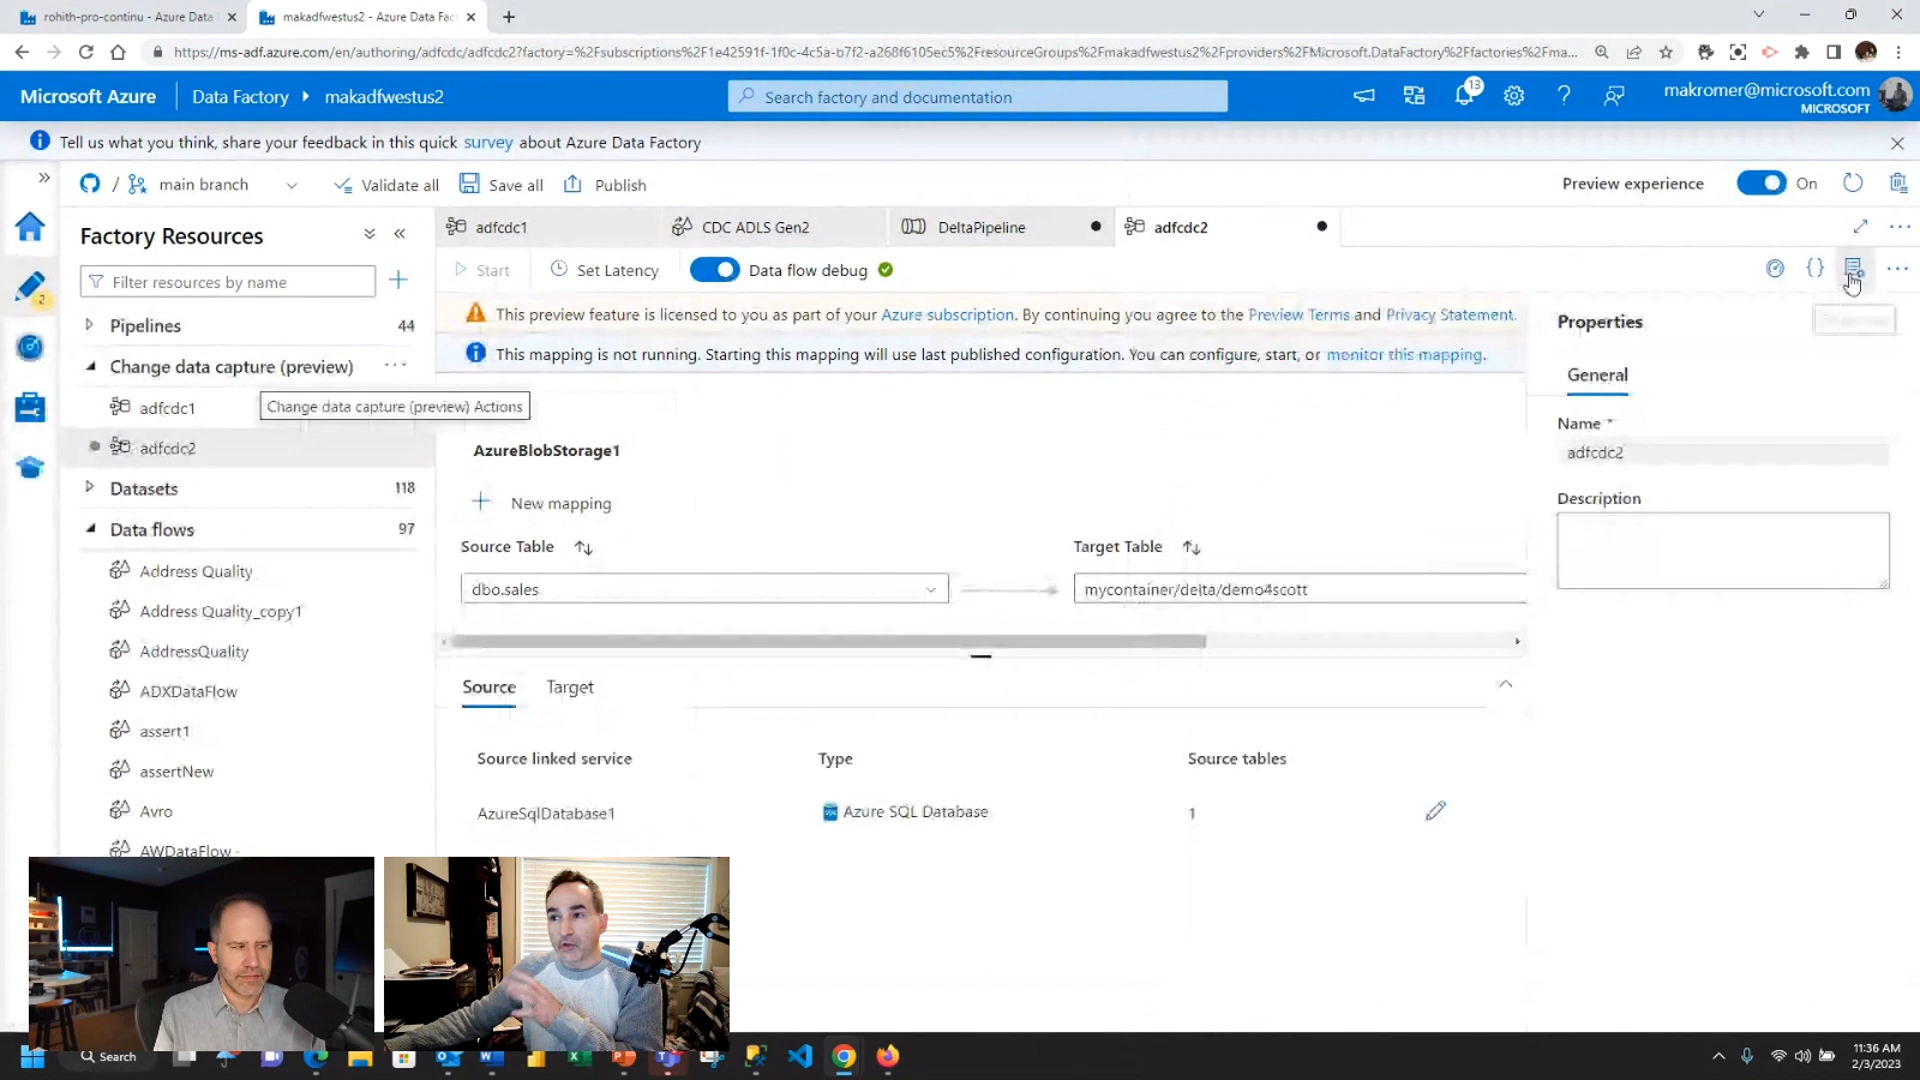 rohith-pro-continu - Azure Data
makadfwestus2 - Azure Data Fac
https://ms-adf.azure.com/en/authoring/adfcdc/adfcdc2?factory=%2Fsubscriptions%2F1e42591f-1f0c-4c5a-b7f2-a268f6105ec5%2FresourceGroups%2Fmakadfwestus2%2Fproviders%2FMicrosoft.DataFactory%2Ffactories%2Fma...
Microsoft Azure
Data Factory
makadfwestus2
Search factory and documentation
13
makromer@microsoft.com
MICROSOFT
Tell us what you think, share your feedback in this quick survey about Azure Data Factory
/ main branch
Validate all
Save all
Publish
Preview experience
On
Factory Resources
adfcdc1
CDC ADLS Gen2
DeltaPipeline
adfcdc2
Filter resources by name
2
Start
Set Latency
Data flow debug
{}
This preview feature is licensed to you as part of your Azure subscription. By continuing you agree to the Preview Terms and Privacy Statement.
This mapping is not running. Starting this mapping will use last published configuration. You can configure, start, or monitor this mapping.
Pipelines
44
Change data capture (preview)
adfcdc1
Change data capture (preview) Actions
adfcdc2
Datasets
118
Data flows
97
Address Quality
Address Quality_copy1
AddressQuality
ADXDataFlow
assert1
assertNew
Avro
AWDataFlow
AzureBlobStorage1
New mapping
Source Table
Target Table
dbo.sales
mycontainer/delta/demo4scott
Source
Target
Source linked service
Type
Source tables
AzureSqlDatabase1
Azure SQL Database
1
Properties
General
Name *
adfcdc2
Description
Search
11:36 AM
2/3/2023